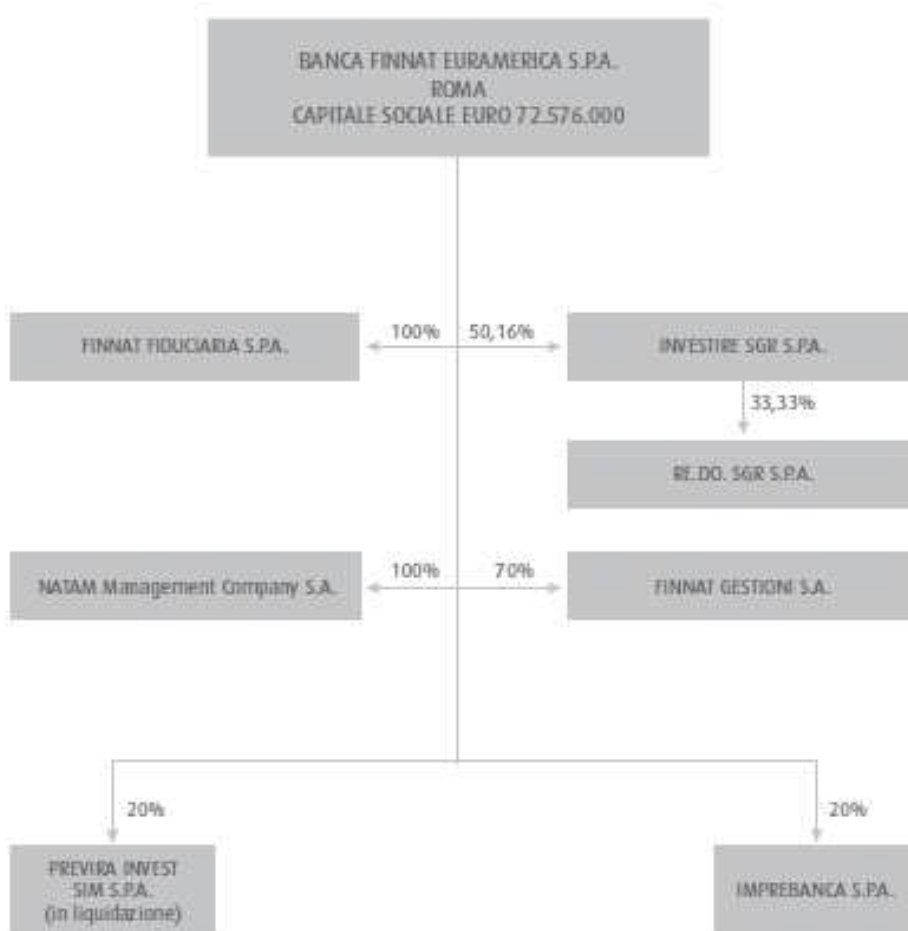 BANCA FINNAT EURAMERICA S.P.A.
ROMA
CAPITALE SOCIALE EURO 72.576.000
FINNAT FIDUCIARIA S.P.A.
100%
50,16%
INVESTIRE SGR S.P.A.
33,33%
RE.DO. SGR S.P.A.
NATAM Management Company S.A.
100%
70%
FINNAT GESTIONI S.A.
20%
20%
PREVIRA INVEST
SIM S.P.A.
(in liquidazione)
IMPREBANCA S.P.A.